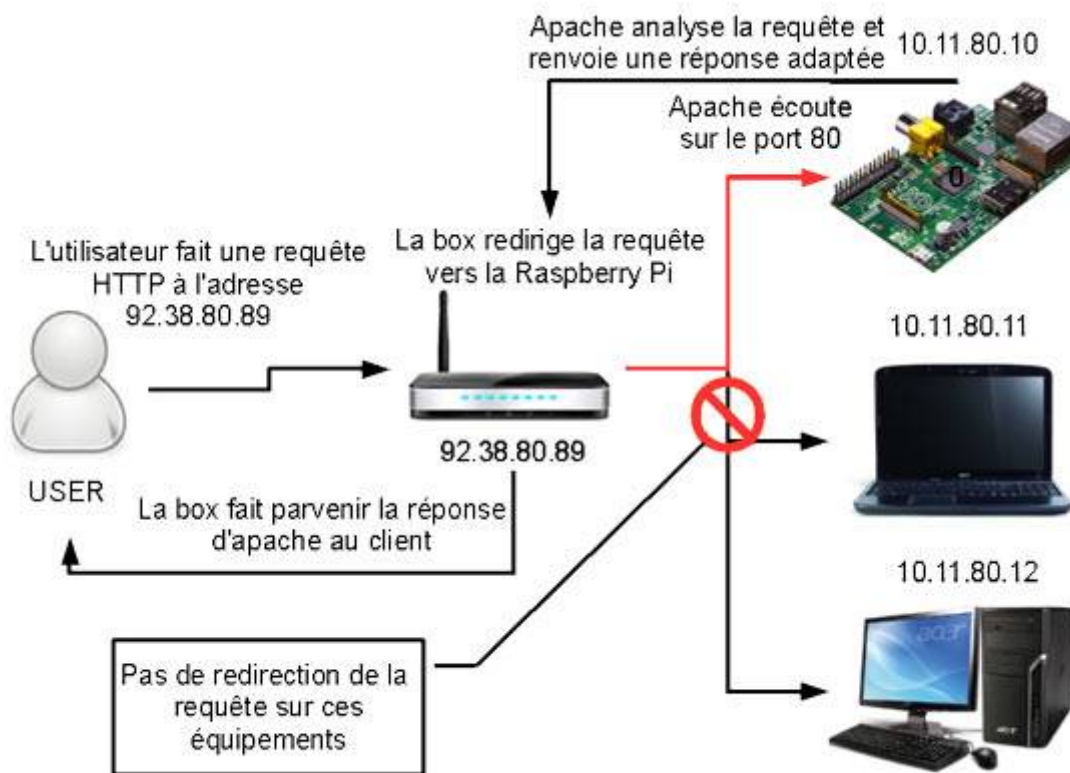 Apache analyse la requête et
renvoie une réponse adaptée
10.11.80.10
Apache écoute
sur le port 80
0
L'utilisateur fait une requête
HTTP à l'adresse
92.38.80.89
La box redirige la requête
vers la Raspberry Pi
10.11.80.11
92.38.80.89
USER
La box fait parvenir la réponse
d'apache au client
10.11.80.12
acer
Pas de redirection de la
requête sur ces
équipements